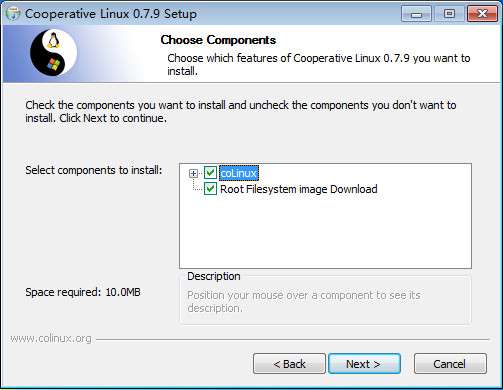 Cooperative Linux 0.7.9 Setup
Choose Components
Choose which features of Cooperative Linux 0.7.9 you want to
install.
Check the components you want to install and uncheck the components you don't want to
install. Click Next to continue.
Select components to install:
coLinux
Root Filesystem image Download
Space required: 10.0MB
Description
Position your mouse over a component to see its
description.
www.colinux.org
< Back
Next >
Cancel